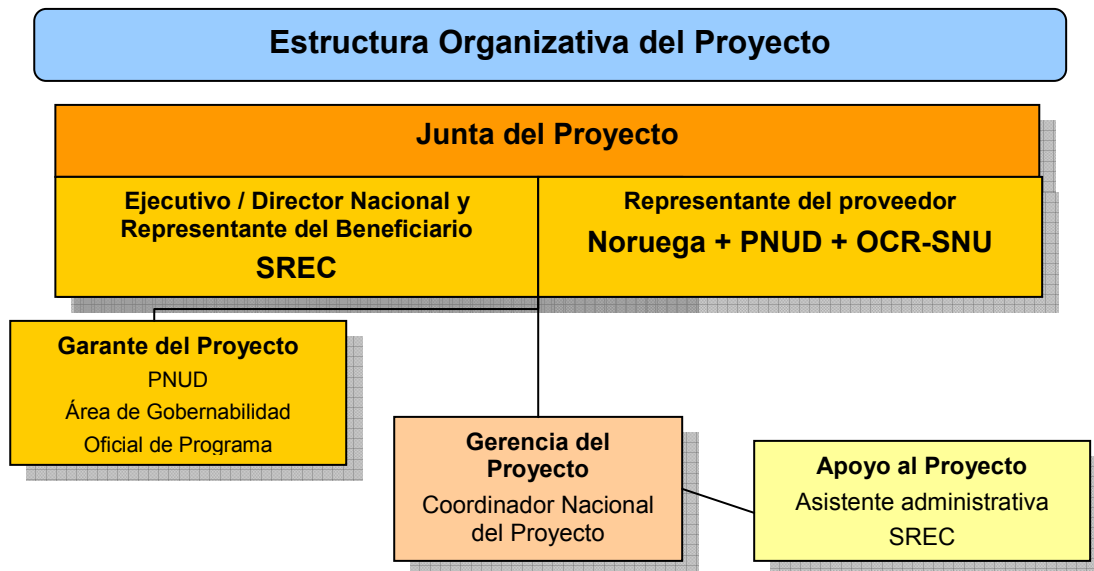 Estructura Organizativa del Proyecto
Junta del Proyecto
Ejecutivo / Director Nacional y
Representante del Beneficiario
SREC
Representante del proveedor
Noruega + PNUD + OCR-SNU
Garante del Proyecto
PNUD
Área de Gobernabilidad
Oficial de Programa
Gerencia del
Proyecto
Coordinador Nacional
del Proyecto
Apoyo al Proyecto
Asistente administrativa
SREC